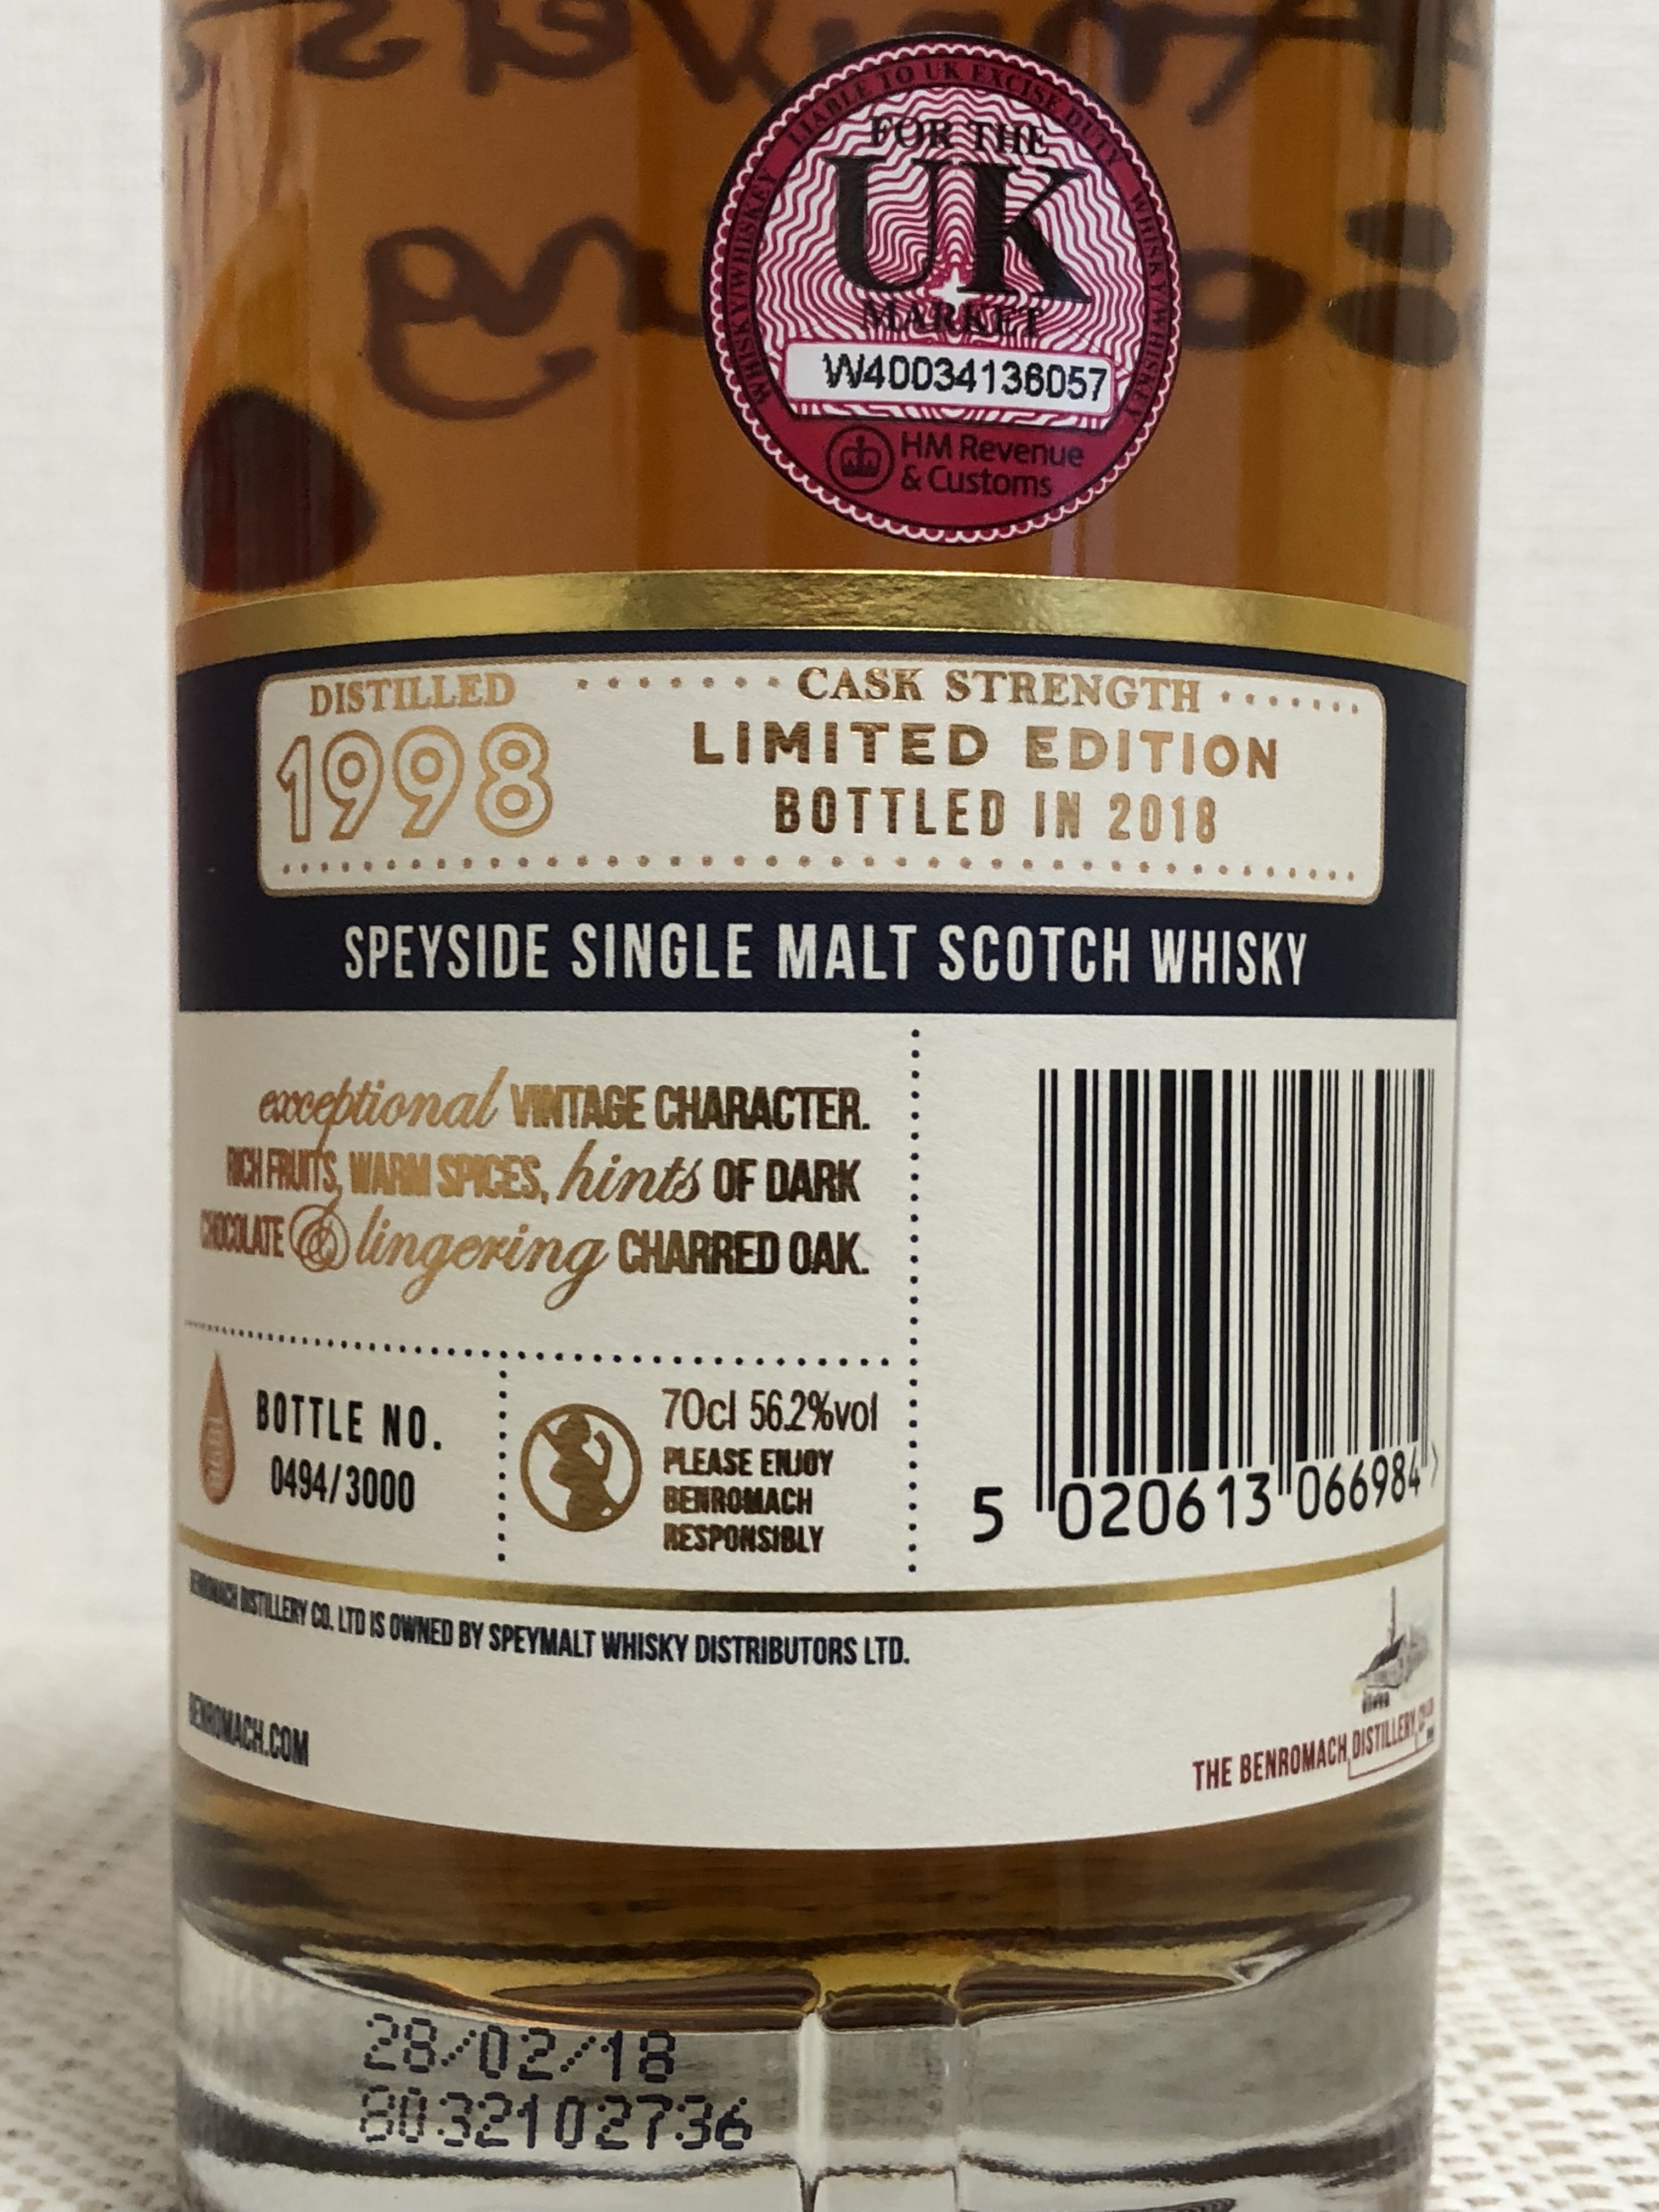 WHISKY/WHISKEY LIABLE TO UK EXCISE DUTY WHISKY/WHISKEY
FOR THE
UK
MARKET
W40034136057
HM Revenue
& Customs
DISTILLED
1998
CASK STRENGTH
LIMITED EDITION
BOTTLED IN 2018
SPEYSIDE SINGLE MALT SCOTCH WHISKY
exceptional VINTAGE CHARACTER.
RICH FRUITS, WARM SPICES, hints OF DARK
CHOCOLATE & lingering CHARRED OAK.
BOTTLE NO.
0494/3000
70cl 56.2%vol
PLEASE ENJOY
BENROMACH
RESPONSIBLY
5 020613 066984 >
BENROMACH DISTILLERY CO. LTD IS OWNED BY SPEYMALT WHISKY DISTRIBUTORS LTD.
BENROMACH.COM
THE BENROMACH DISTILLERY
28/02/18
8032102736